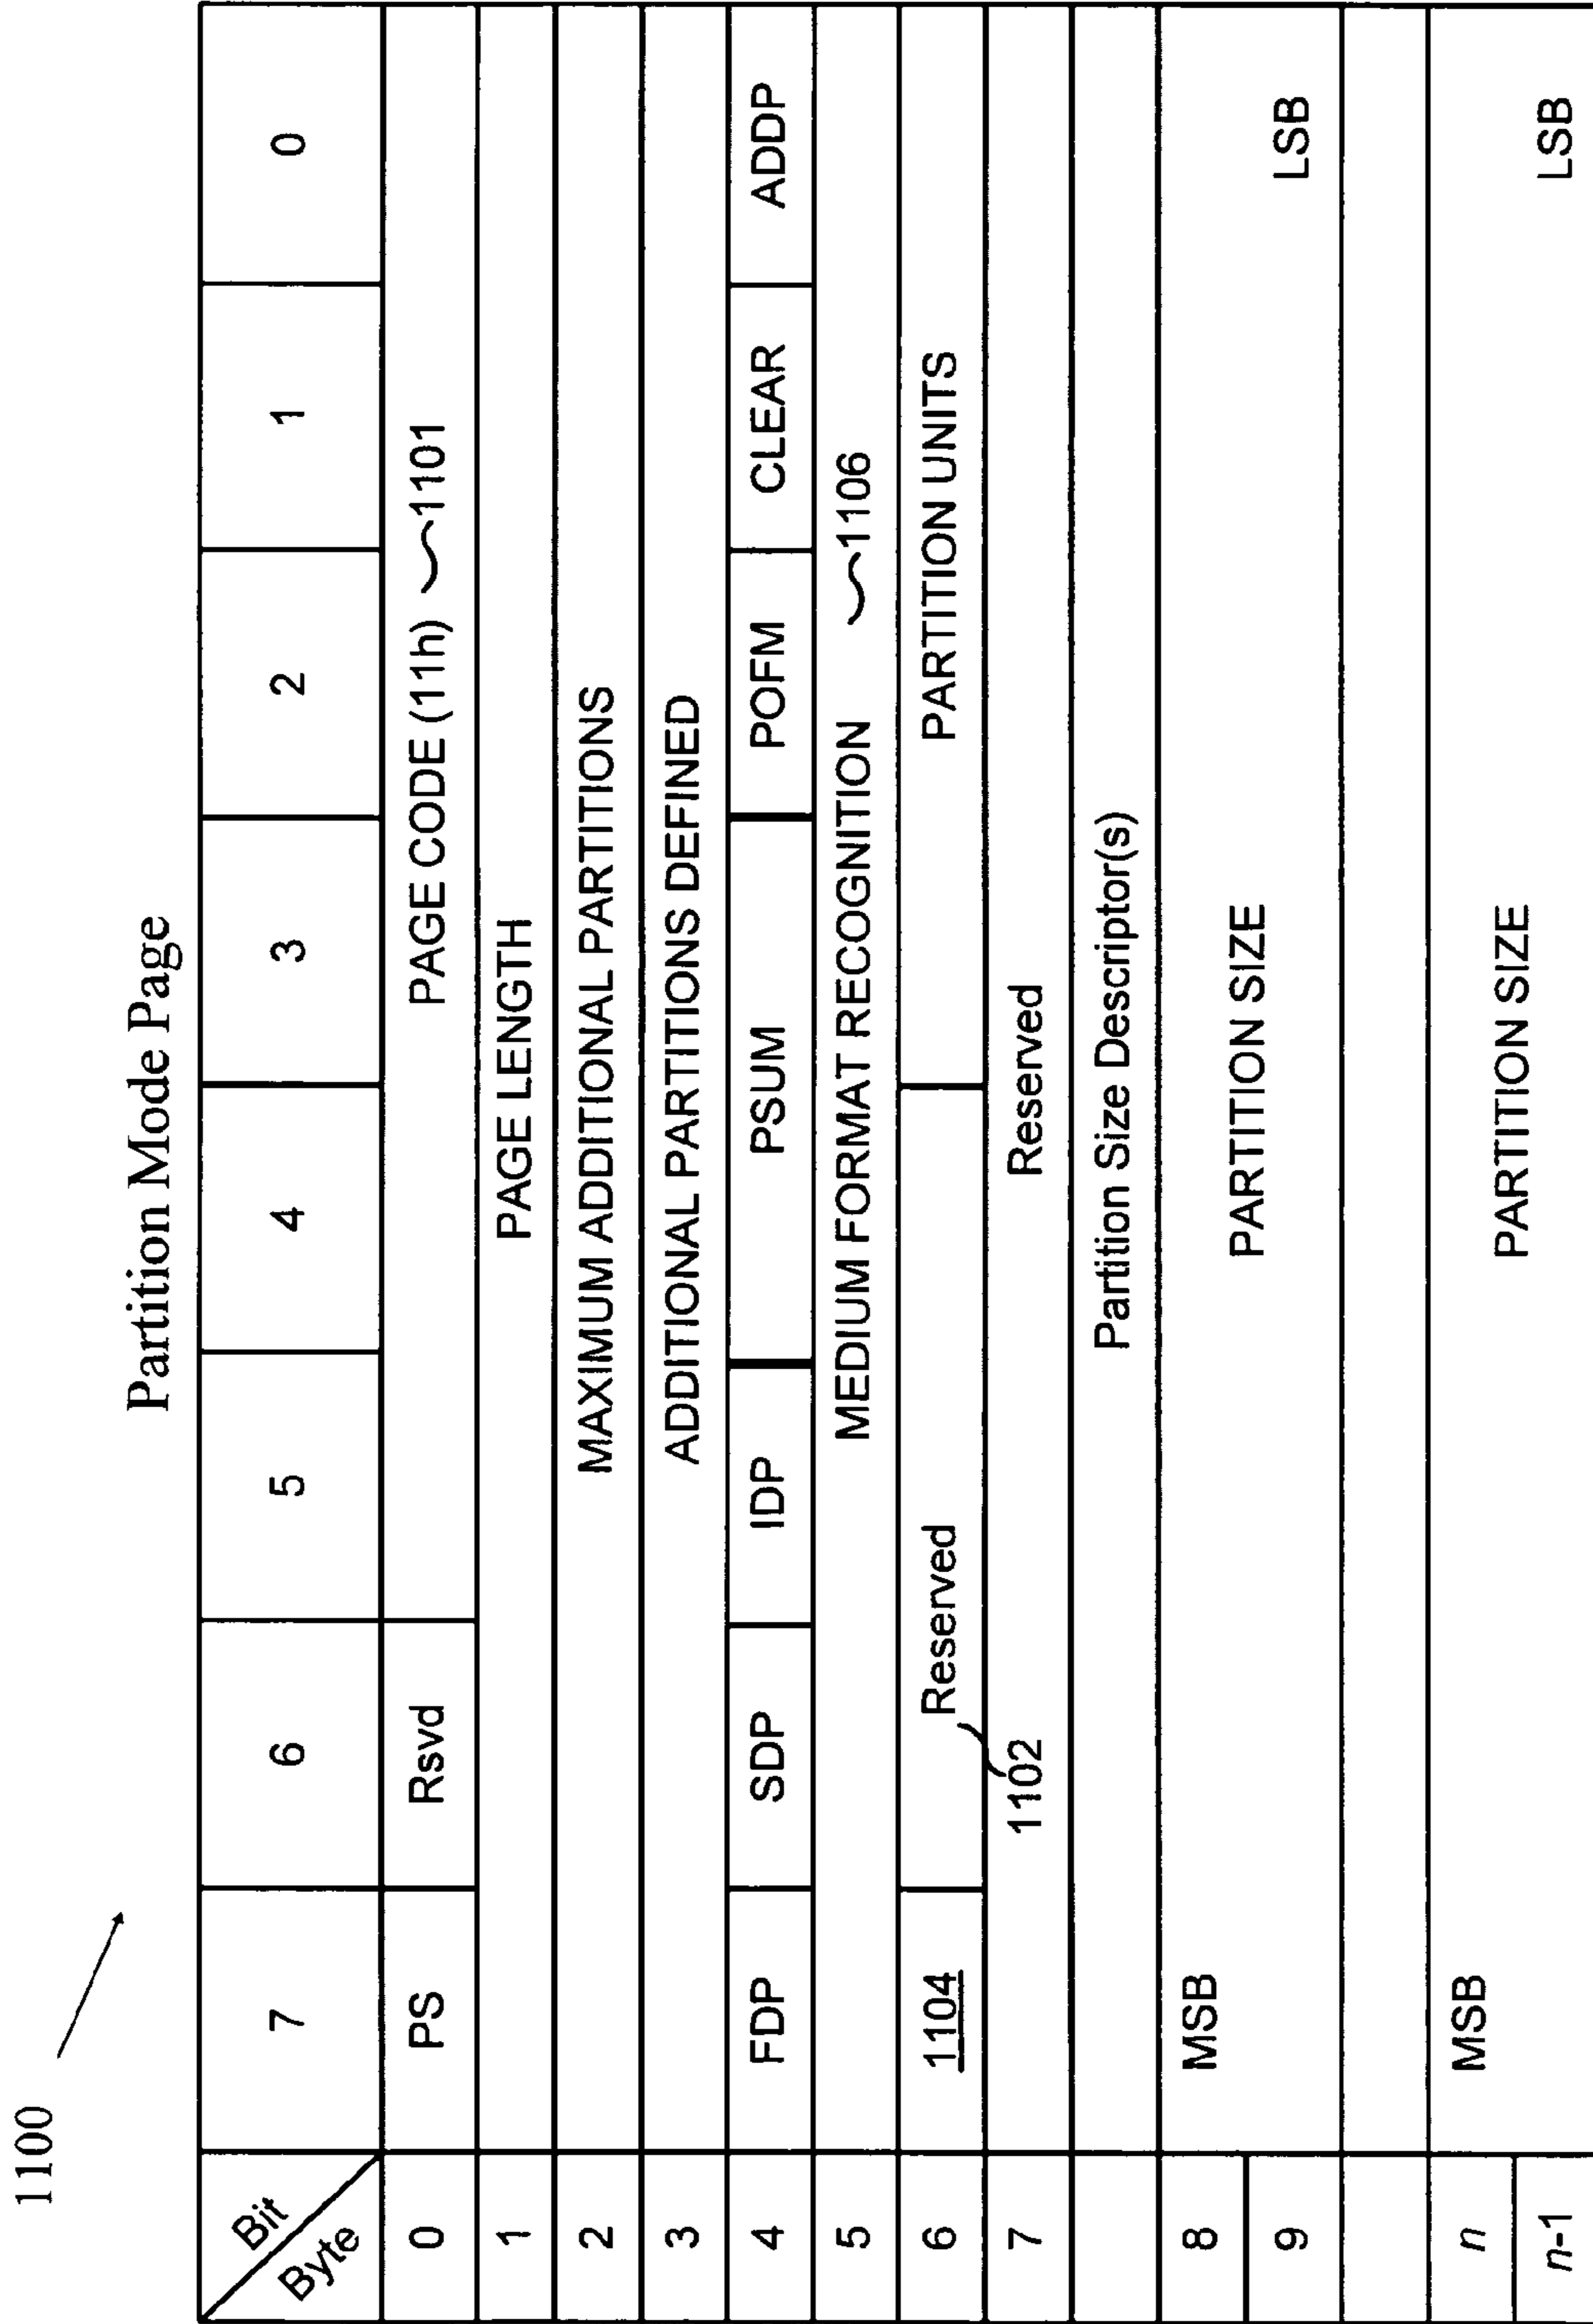 1100
Partition Mode Page
Bit Byte 7 6 5 4 3 2 1 0
0 PS Rsvd PAGE CODE (11h) 1101
1 PAGE LENGTH
2 MAXIMUM ADDITIONAL PARTITIONS
3 ADDITIONAL PARTITIONS DEFINED
4 FDP SDP IDP PSUM POFM CLEAR ADDP
5 MEDIUM FORMAT RECOGNITION 1106
6 1104 Reserved PARTITION UNITS
7 1102 Reserved
Partition Size Descriptor(s)
8 MSB
PARTITION SIZE
9 LSB
n MSB
PARTITION SIZE
n-1 LSB